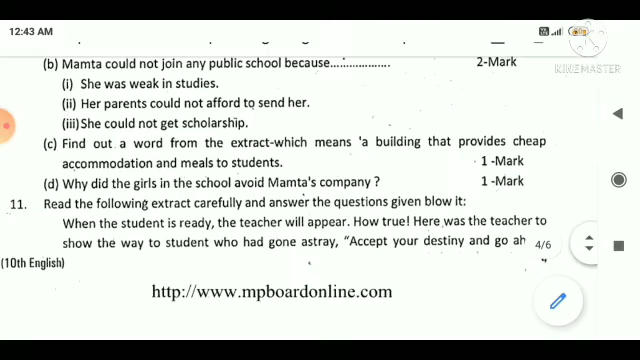 12:43 AM
KINEMASTER
(b) Mamta could not join any public school because................... 2-Mark
(i) She was weak in studies.
(ii) Her parents could not afford to send her.
(iii) She could not get scholarship.
(c) Find out a word from the extract-which means 'a building that provides cheap
accommodation and meals to students. 1 -Mark
(d) Why did the girls in the school avoid Mamta's company ? 1 -Mark
11. Read the following extract carefully and answer the questions given blow it:
When the student is ready, the teacher will appear. How true! Here was the teacher to
show the way to student who had gone astray, “Accept your destiny and go ah
4/6
(10th English)
http://www.mpboardonline.com